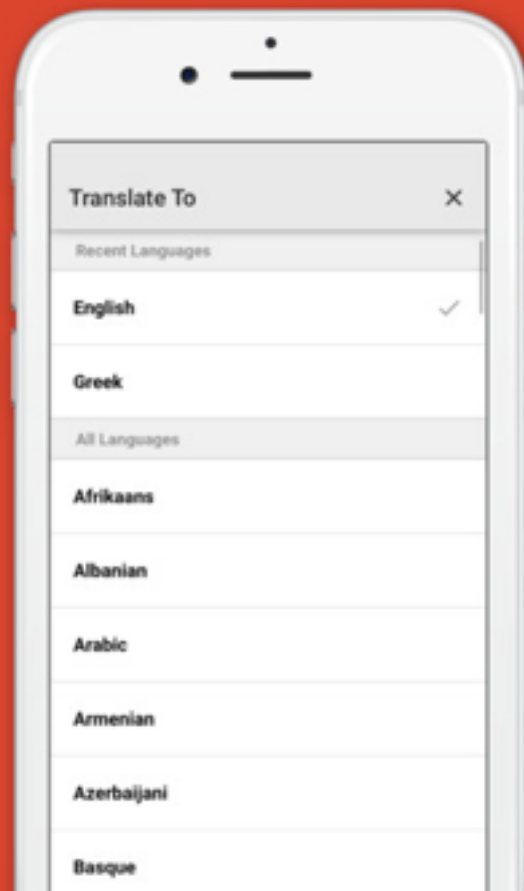 Translate To
Recent Languages
English
Greek
All Languages
Afrikaans
Albanian
Arabic
Armenian
Azerbaijani
Basque